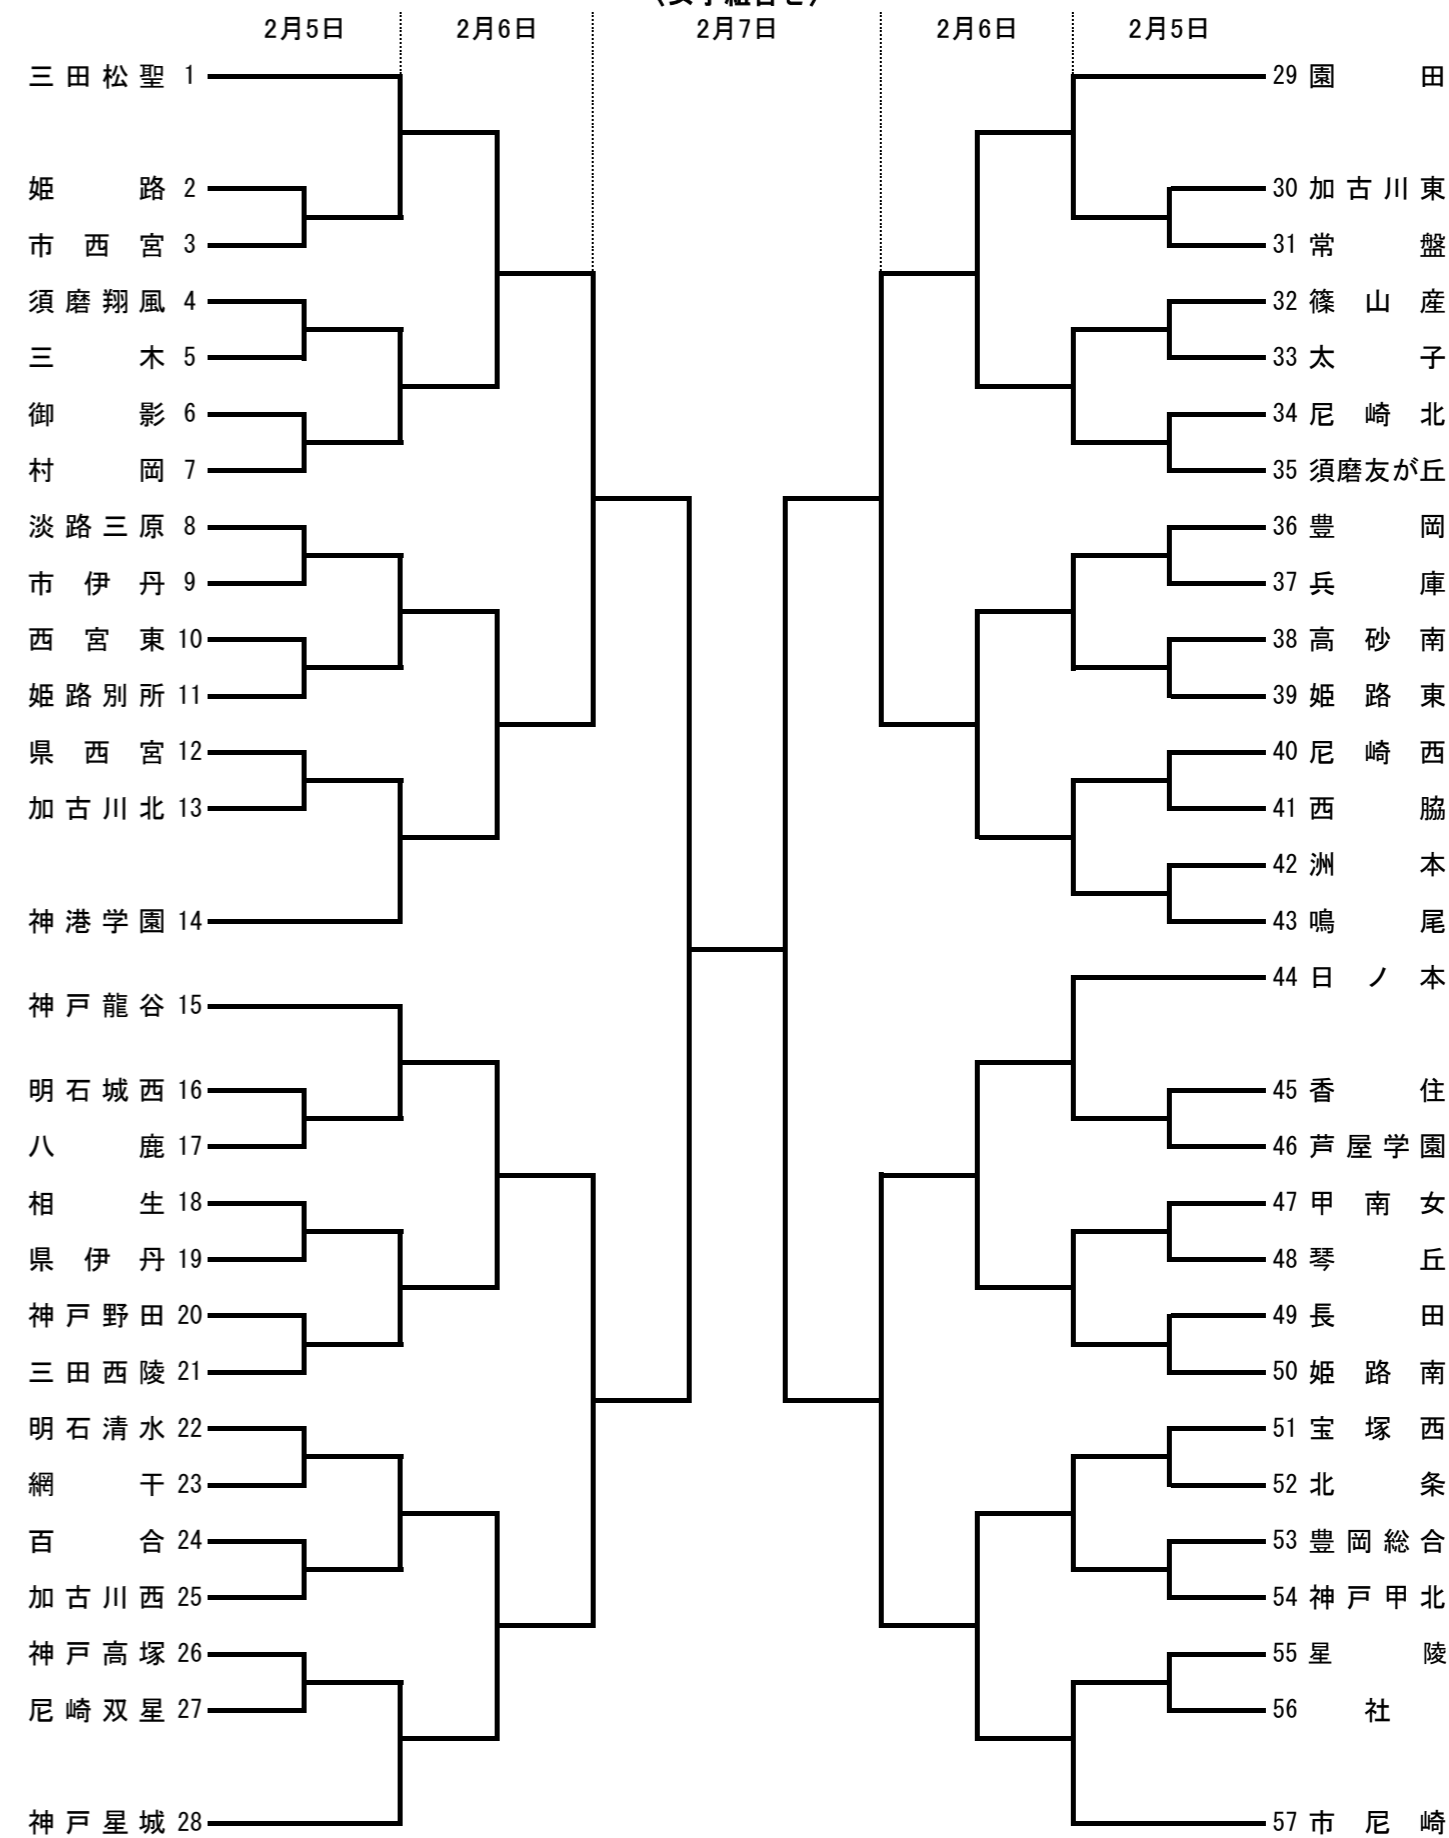 (女子組合せ)
2月5日 2月6日 2月7日 2月6日 2月5日
三田松聖 1
姫路 2
市西宮 3
須磨翔風 4
三木 5
御影 6
村岡 7
淡路三原 8
市伊丹 9
西宮東 10
姫路別所 11
県西宮 12
加古川北 13
神港学園 14
神戸龍谷 15
明石城西 16
八鹿 17
相生 18
県伊丹 19
神戸野田 20
三田西陵 21
明石清水 22
網干 23
百合 24
加古川西 25
神戸高塚 26
尼崎双星 27
神戸星城 28
29 園田
30 加古川東
31 常盤
32 篠山産
33 太子
34 尼崎北
35 須磨友が丘
36 豊岡
37 兵庫
38 高砂南
39 姫路東
40 尼崎西
41 西脇
42 洲本
43 鳴尾
44 日ノ本
45 香住
46 芦屋学園
47 甲南女
48 琴丘
49 長田
50 姫路南
51 宝塚西
52 北条
53 豊岡総合
54 神戸甲北
55 星陵
56 社
57 市尼崎